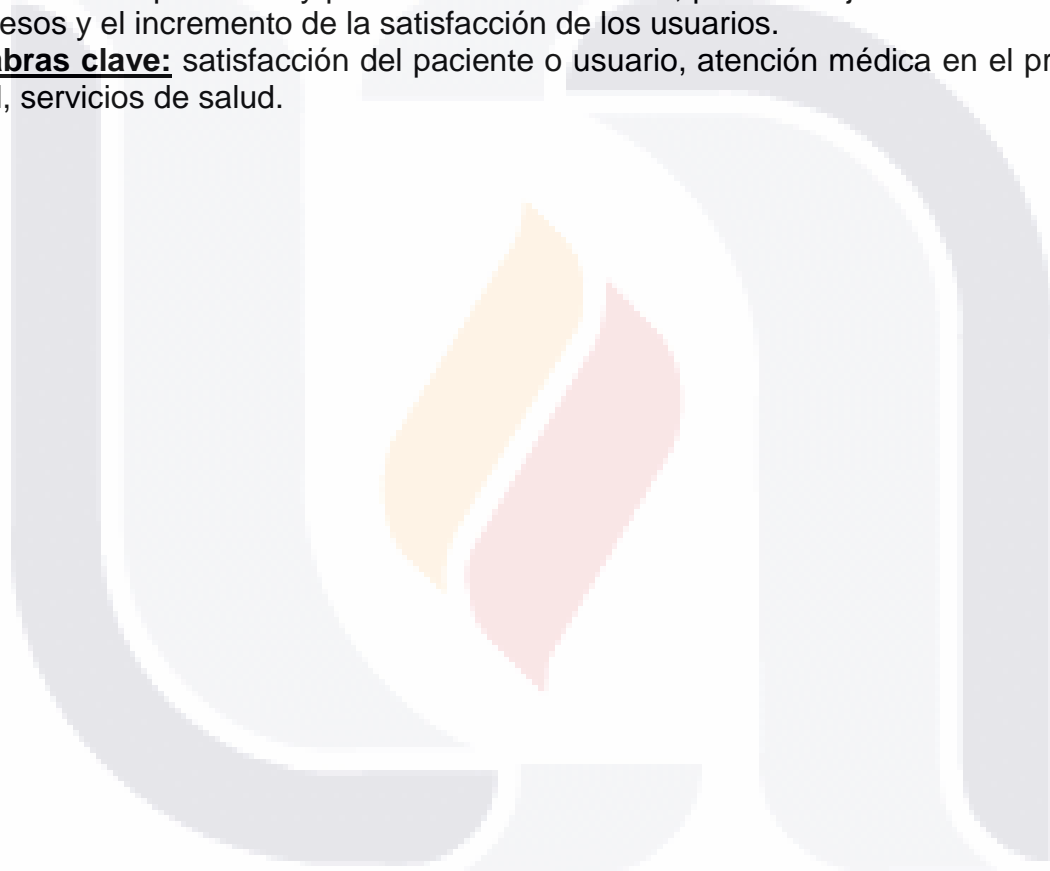 esos y el incremento de la satisfacción de los usuarios.
abras clave: satisfacción del paciente o usuario, atención médica en el pr
, servicios de salud.